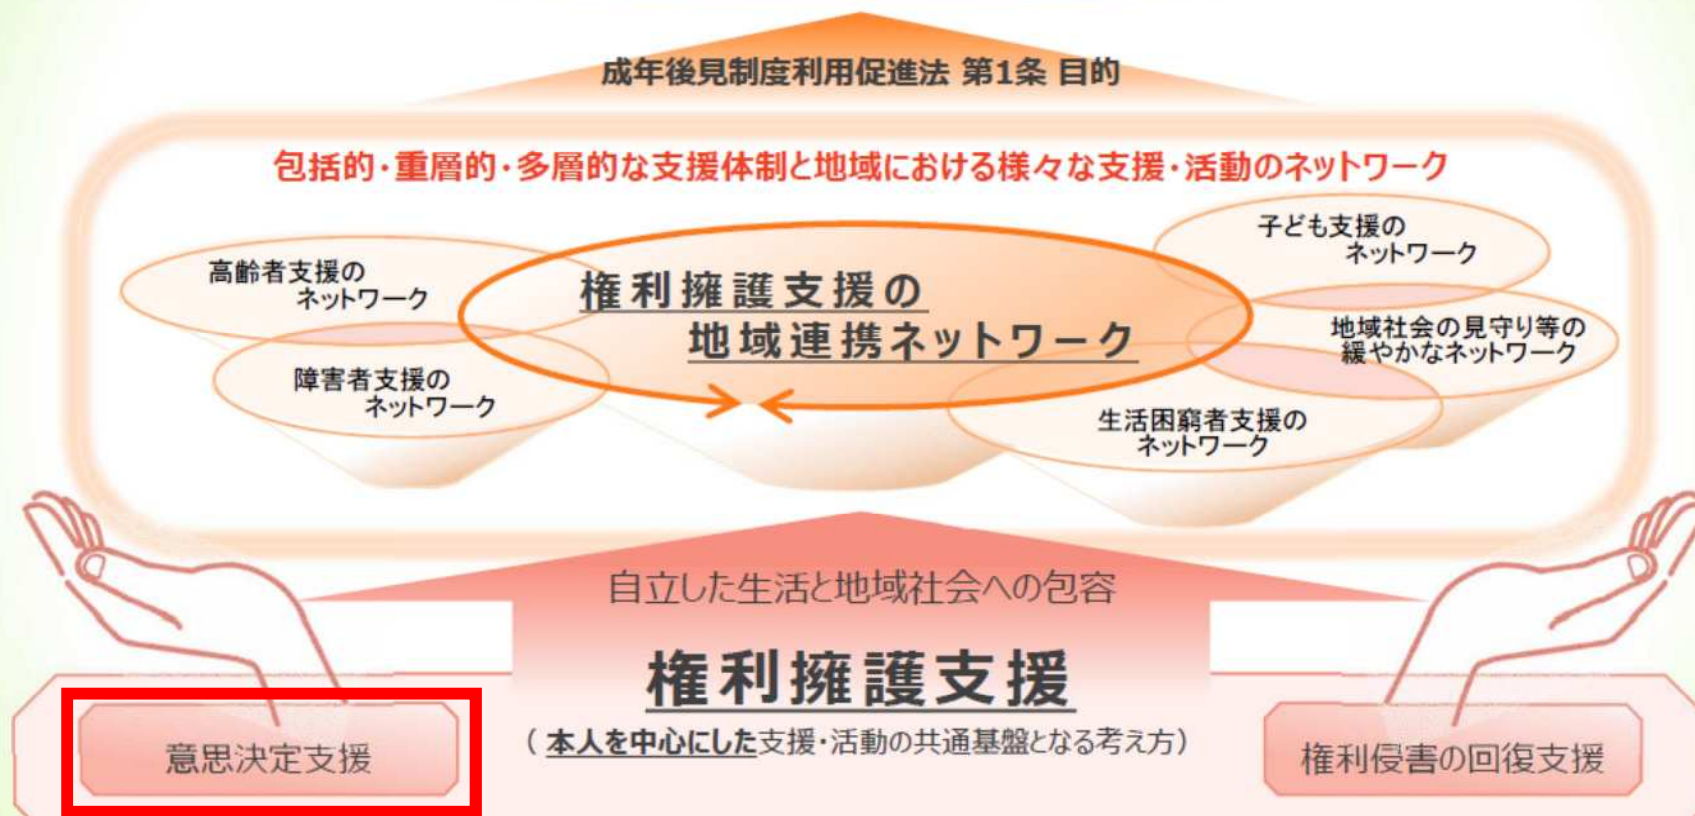 成年後見制度利用促進法 第1条 目的
包括的・重層的・多層的な支援体制と地域における様々な支援・活動のネットワーク
高齢者支援の
ネットワーク
障害者支援の
ネットワーク
権利擁護支援の
地域連携ネットワーク
子ども支援の
ネットワーク
地域社会の見守り等の
緩やかなネットワーク
生活困窮者支援の
ネットワーク
自立した生活と地域社会への包容
権利擁護支援
（本人を中心にした支援・活動の共通基盤となる考え方）
意思決定支援
権利侵害の回復支援